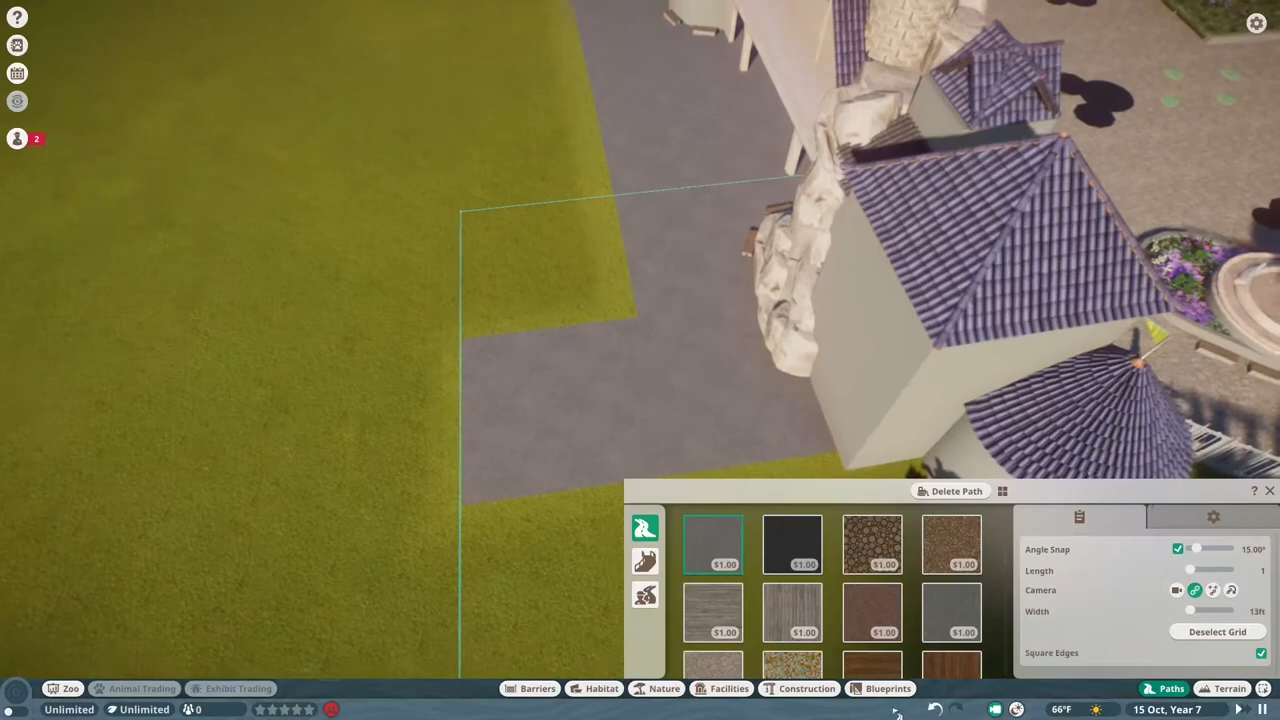 ?
2
Delete Path
?
$1.00 $1.00 $1.00 $1.00
$1.00 $1.00 $1.00 $1.00
Angle Snap 15.00°
Length 1
Camera
Width 13ft
Deselect Grid
Square Edges
Zoo Animal Trading Exhibit Trading Barriers Habitat Nature Facilities Construction Blueprints Paths Terrain
Unlimited Unlimited 0 66°F 15 Oct, Year 7